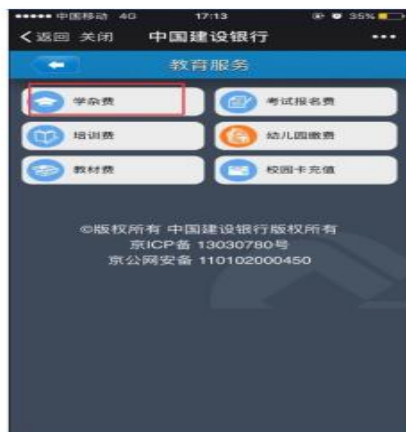 中国移动 4G 17:13 35%
返回 关闭 中国建设银行
教育服务
学杂费 考试报名费
培训费 幼儿园缴费
教材费 校园卡充值
©版权所有 中国建设银行版权所有
京ICP备 13030780号
京公网安备 110102000450